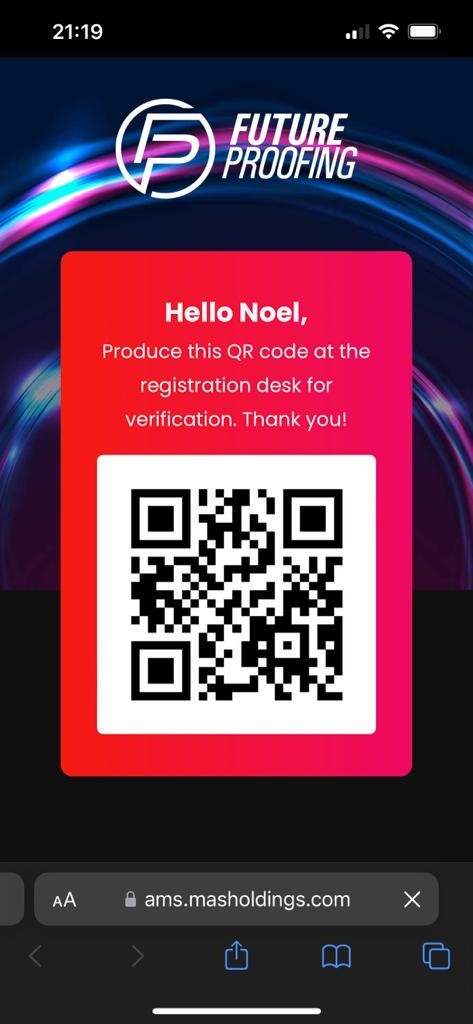 21:19
FUTURE
PROOFING
Hello Noel,
Produce this QR code at the
registration desk for
verification. Thank you!
AA
ams.masholdings.com